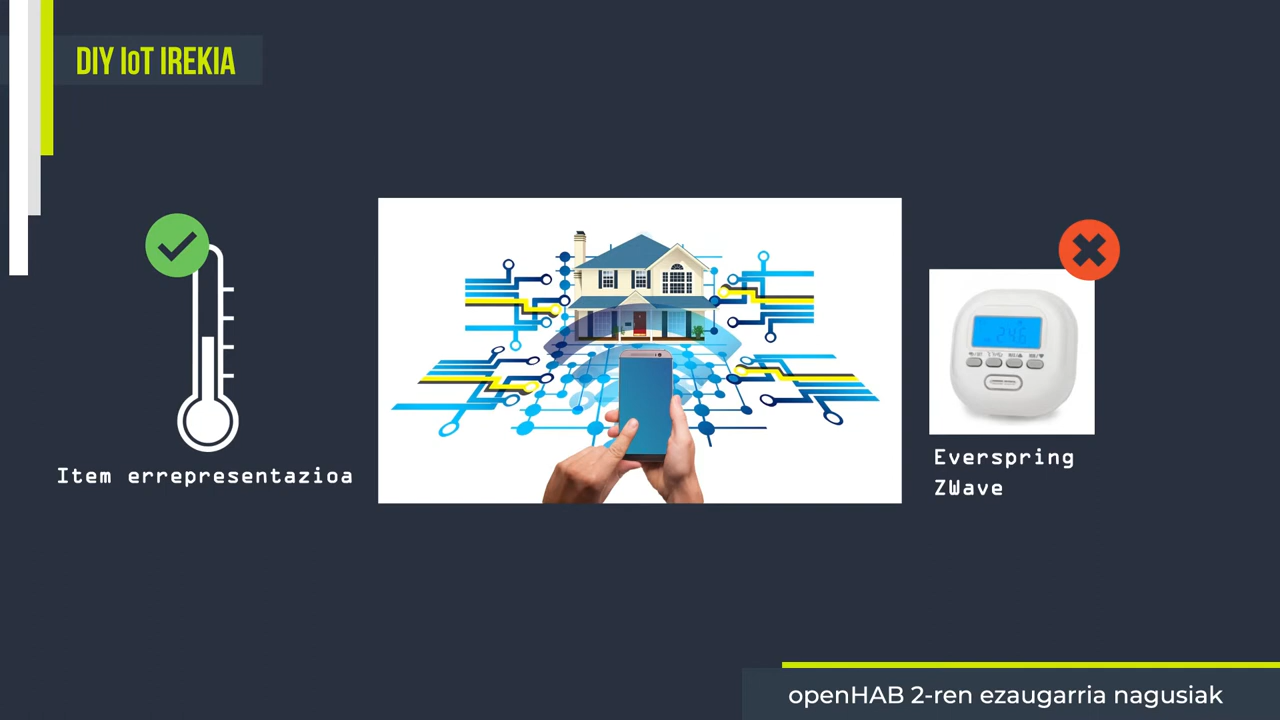 DIY IoT IREKIA
Item errepresentazioa
Everspring
ZWave
openHAB 2-ren ezaugarria nagusiak